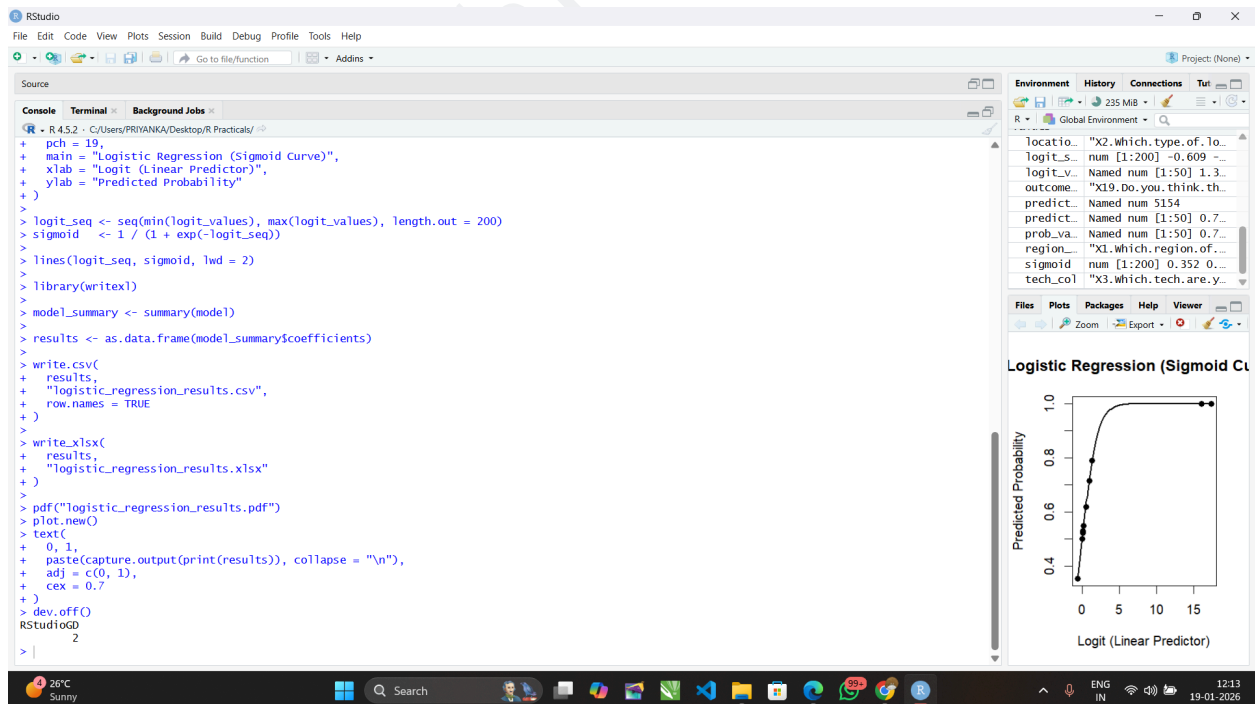 RStudio
File Edit Code View Plots Session Build Debug Profile Tools Help
Go to file/function Addins Project: (None)
Source
Console Terminal Background Jobs
R 4.5.2 · C:/Users/PRIYANKA/Desktop/R Practicals/
+ pch = 19,
+ main = "Logistic Regression (Sigmoid Curve)",
+ xlab = "Logit (Linear Predictor)",
+ ylab = "Predicted Probability"
+ )
>
> logit_seq <- seq(min(logit_values), max(logit_values), length.out = 200)
> sigmoid <- 1 / (1 + exp(-logit_seq))
>
> lines(logit_seq, sigmoid, lwd = 2)
>
> library(writexl)
>
> model_summary <- summary(model)
>
> results <- as.data.frame(model_summary$coefficients)
>
> write.csv(
+ results,
+ "logistic_regression_results.csv",
+ row.names = TRUE
+ )
>
> write_xlsx(
+ results,
+ "logistic_regression_results.xlsx"
+ )
>
> pdf("logistic_regression_results.pdf")
> plot.new()
> text(
+ 0, 1,
+ paste(capture.output(print(results)), collapse = "\n"),
+ adj = c(0, 1),
+ cex = 0.7
+ )
> dev.off()
RStudioGD
2
>
Environment History Connections Tut
235 MiB
R Global Environment
locatio… "X2.Which.type.of.lo…
logit_s… num [1:200] -0.609 -…
logit_v… Named num [1:50] 1.3…
outcome… "X19.Do.you.think.th…
predict… Named num 5154
predict… Named num [1:50] 0.7…
prob_va… Named num [1:50] 0.7…
region_… "X1.Which.region.of.…
sigmoid num [1:200] 0.352 0.…
tech_col "X3.Which.tech.are.y…
Files Plots Packages Help Viewer
Zoom Export
Logistic Regression (Sigmoid Cu
Predicted Probability
1.0
0.8
0.6
0.4
0 5 10 15
Logit (Linear Predictor)
4
26°C
Sunny
Search
99+
ENG
IN
12:13
19-01-2026